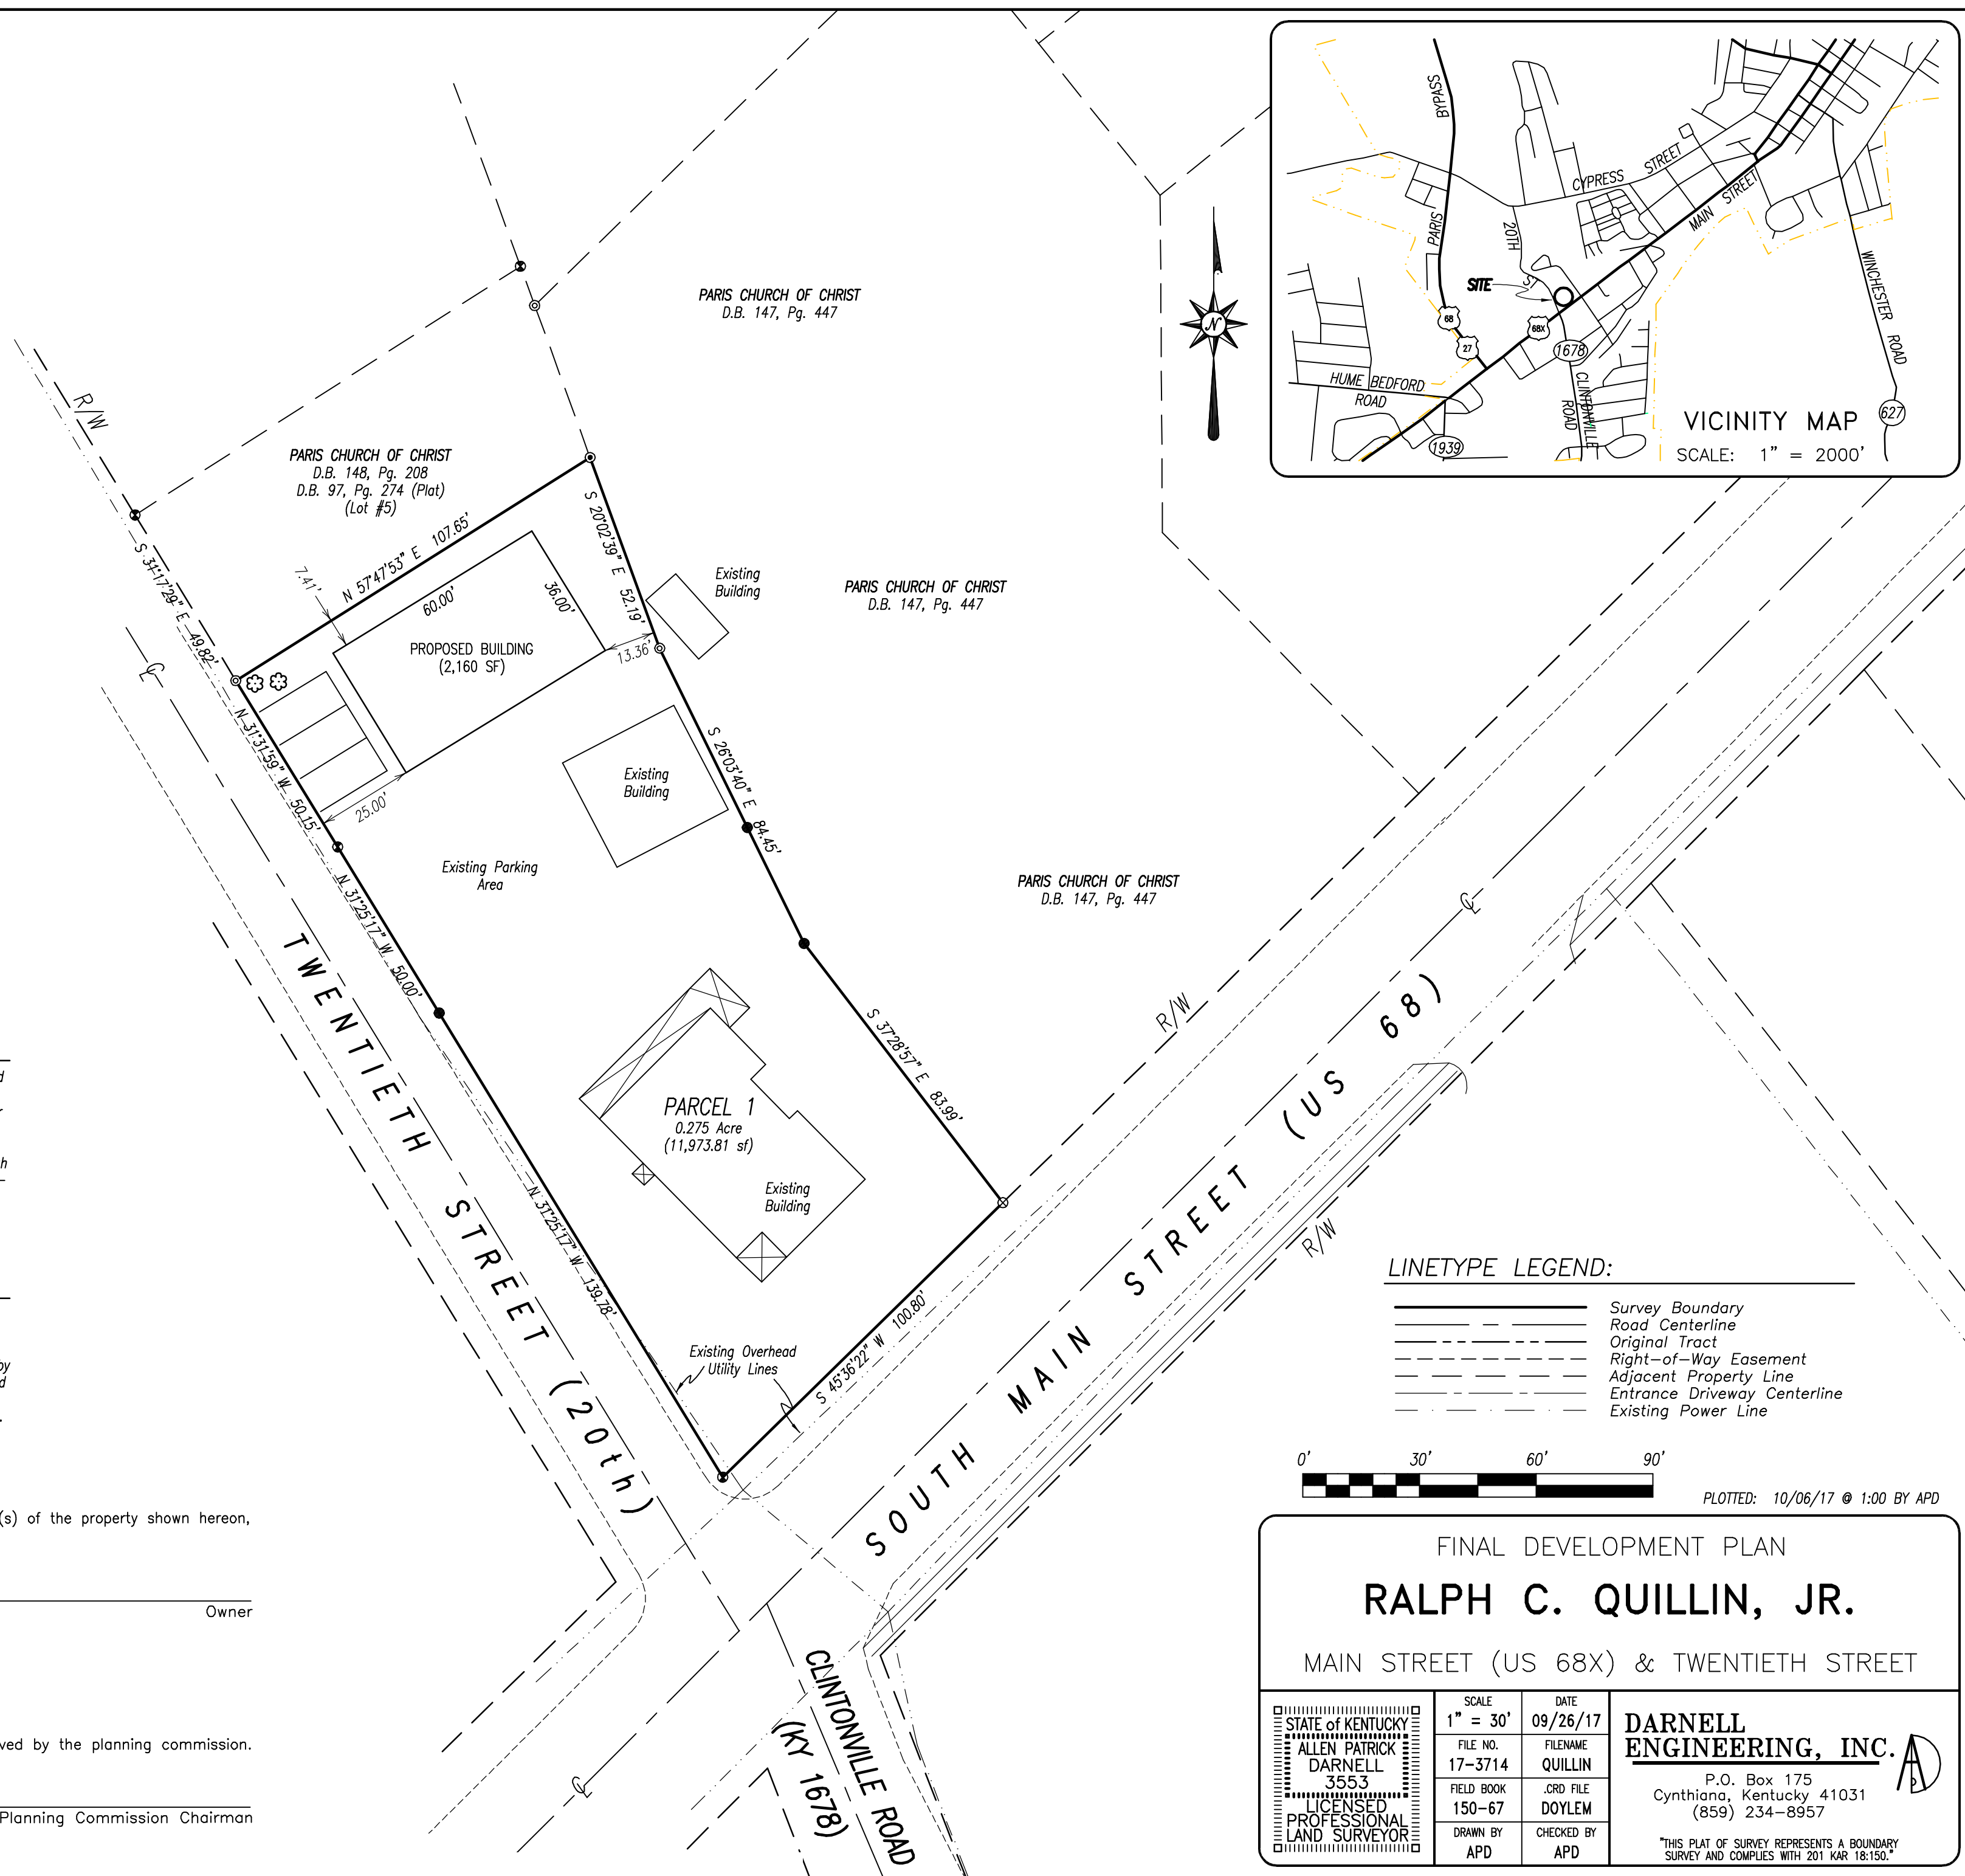 PARIS CHURCH OF CHRIST
D.B. 147, Pg. 447
R/W
PARIS CHURCH OF CHRIST
D.B. 148, Pg. 208
D.B. 97, Pg. 274 (Plat)
(Lot #5)
S 31°17'29" E 49.82'
N 57°47'53" E 107.65'
S 20°02'39" E 52.19'
7.41'
60.00'
36.00'
13.36'
PROPOSED BUILDING
(2,160 SF)
Existing
Building
PARIS CHURCH OF CHRIST
D.B. 147, Pg. 447
N 31°31'59" W 50.15'
25.00'
Existing
Building
S 26°03'40" E 84.45'
Existing Parking
Area
N 31°25'17" W 50.00'
PARIS CHURCH OF CHRIST
D.B. 147, Pg. 447
S 37°28'57" E 83.99'
PARCEL 1
0.275 Acre
(11,973.81 sf)
Existing
Building
N 31°25'17" W 139.78'
Existing Overhead
Utility Lines
S 45°36'22" W 100.80'
R/W
R/W
TWENTIETH STREET (20th)
SOUTH MAIN STREET (US 68)
CLINTONVILLE ROAD
(KY 1678)
N
BYPASS
PARIS
20TH
ST
CYPRESS STREET
MAIN STREET
WINCHESTER ROAD
SITE
68
27
68X
1678
CLINTONVILLE
ROAD
HUME BEDFORD
ROAD
1939
627
VICINITY MAP
SCALE: 1" = 2000'
LINETYPE LEGEND:
Survey Boundary
Road Centerline
Original Tract
Right-of-Way Easement
Adjacent Property Line
Entrance Driveway Centerline
Existing Power Line
0' 30' 60' 90'
PLOTTED: 10/06/17 @ 1:00 BY APD
(s) of the property shown hereon,
Owner
ved by the planning commission.
Planning Commission Chairman
FINAL DEVELOPMENT PLAN
RALPH C. QUILLIN, JR.
MAIN STREET (US 68X) & TWENTIETH STREET
STATE of KENTUCKY
ALLEN PATRICK
DARNELL
3553
LICENSED
PROFESSIONAL
LAND SURVEYOR
SCALE
1" = 30'
DATE
09/26/17
FILE NO.
17-3714
FILENAME
QUILLIN
FIELD BOOK
150-67
.CRD FILE
DOYLEM
DRAWN BY
APD
CHECKED BY
APD
DARNELL
ENGINEERING, INC.
P.O. Box 175
Cynthiana, Kentucky 41031
(859) 234-8957
"THIS PLAT OF SURVEY REPRESENTS A BOUNDARY
SURVEY AND COMPLIES WITH 201 KAR 18:150."